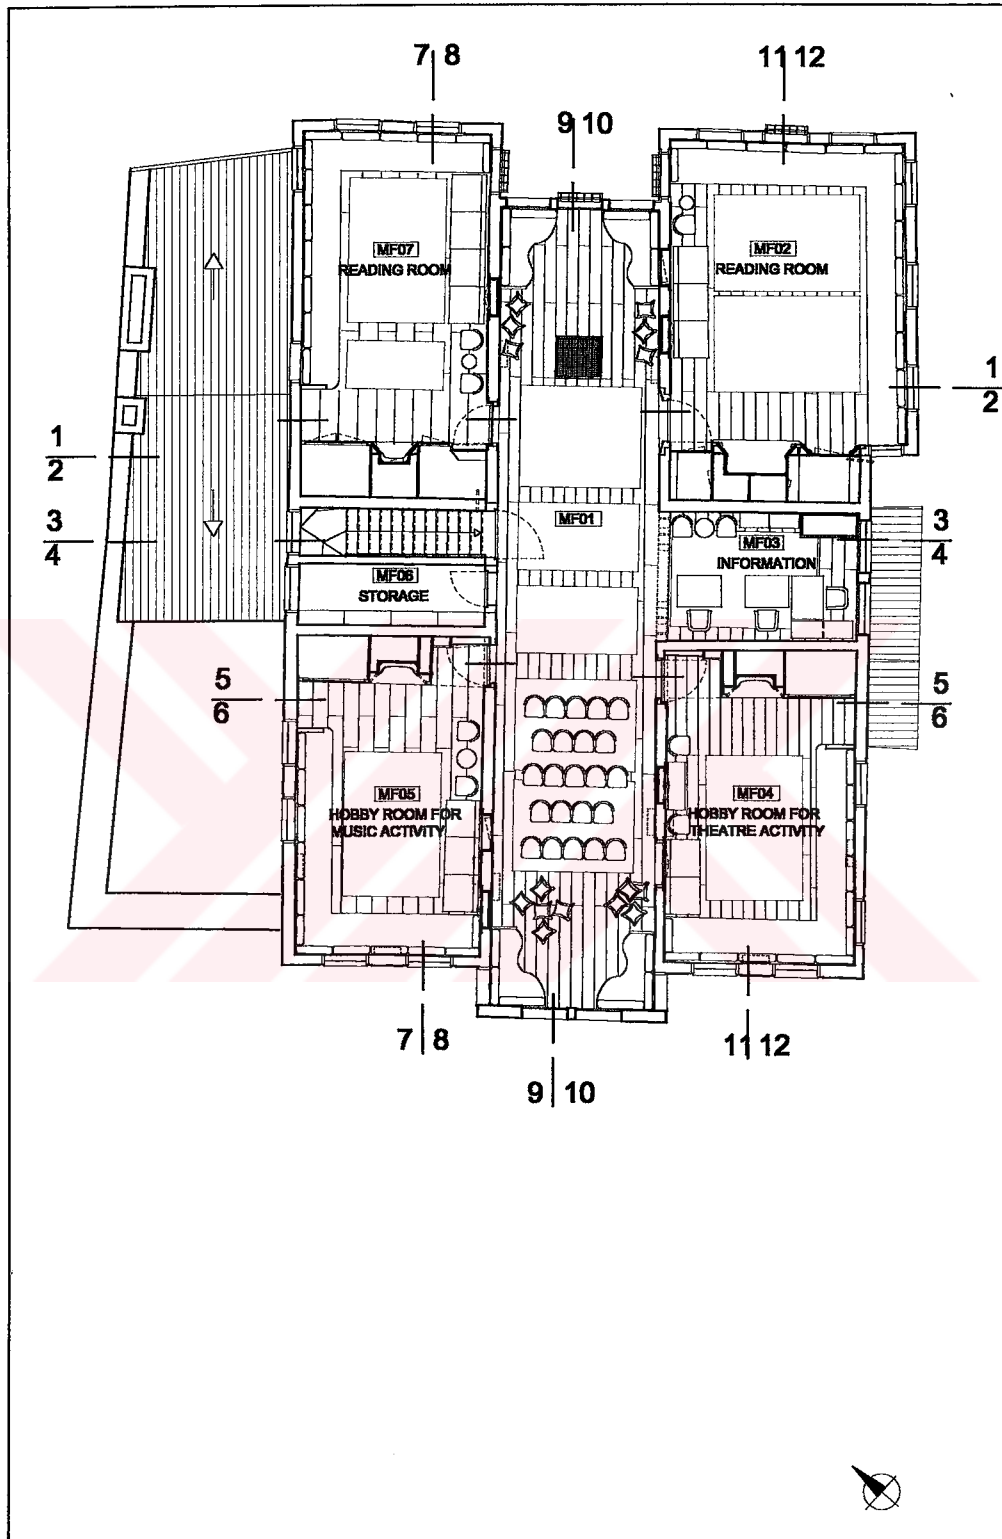 7 8
11 12
9 10
MF07
READING ROOM
MF02
READING ROOM
1
2
1
2
3
4
MF01
MF03
INFORMATION
3
4
MF06
STORAGE
5
6
5
6
MF05
HOBBY ROOM FOR
MUSIC ACTIVITY
MF04
HOBBY ROOM FOR
THEATRE ACTIVITY
7 8
11 12
9 10